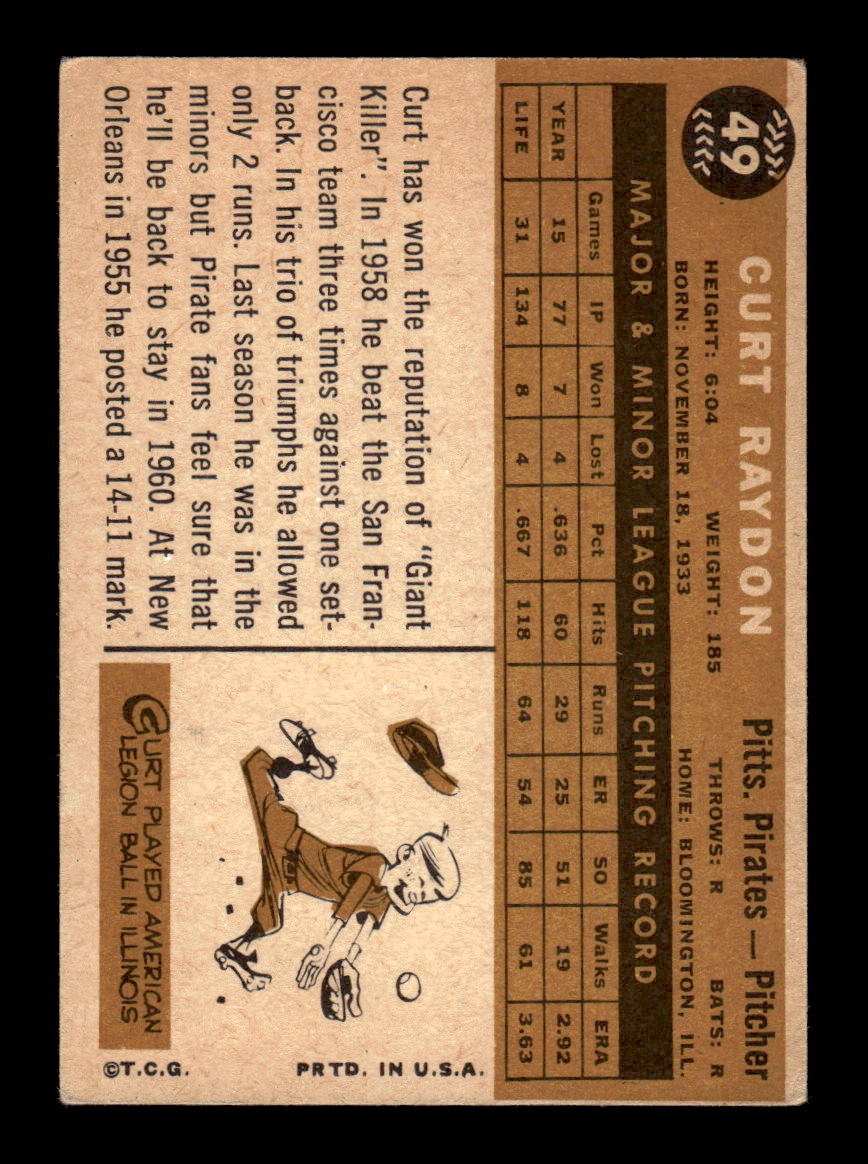 49
CURT RAYDON
Pitts. Pirates — Pitcher
HEIGHT: 6:04 WEIGHT: 185 THROWS: R BATS: R
BORN: NOVEMBER 18, 1933 HOME: BLOOMINGTON, ILL.
MAJOR & MINOR LEAGUE PITCHING RECORD
Games IP Won Lost Pct Hits Runs ER SO Walks ERA
YEAR 15 77 7 4 .636 60 29 25 51 19 2.92
LIFE 31 134 8 4 .667 118 64 54 85 61 3.63
Curt has won the reputation of "Giant
Killer". In 1958 he beat the San Fran-
cisco team three times against one set-
back. In his trio of triumphs he allowed
only 2 runs. Last season he was in the
minors but Pirate fans feel sure that
he'll be back to stay in 1960. At New
Orleans in 1955 he posted a 14-11 mark.
CURT PLAYED AMERICAN
LEGION BALL IN ILLINOIS
PRTD. IN U.S.A.
©T.C.G.